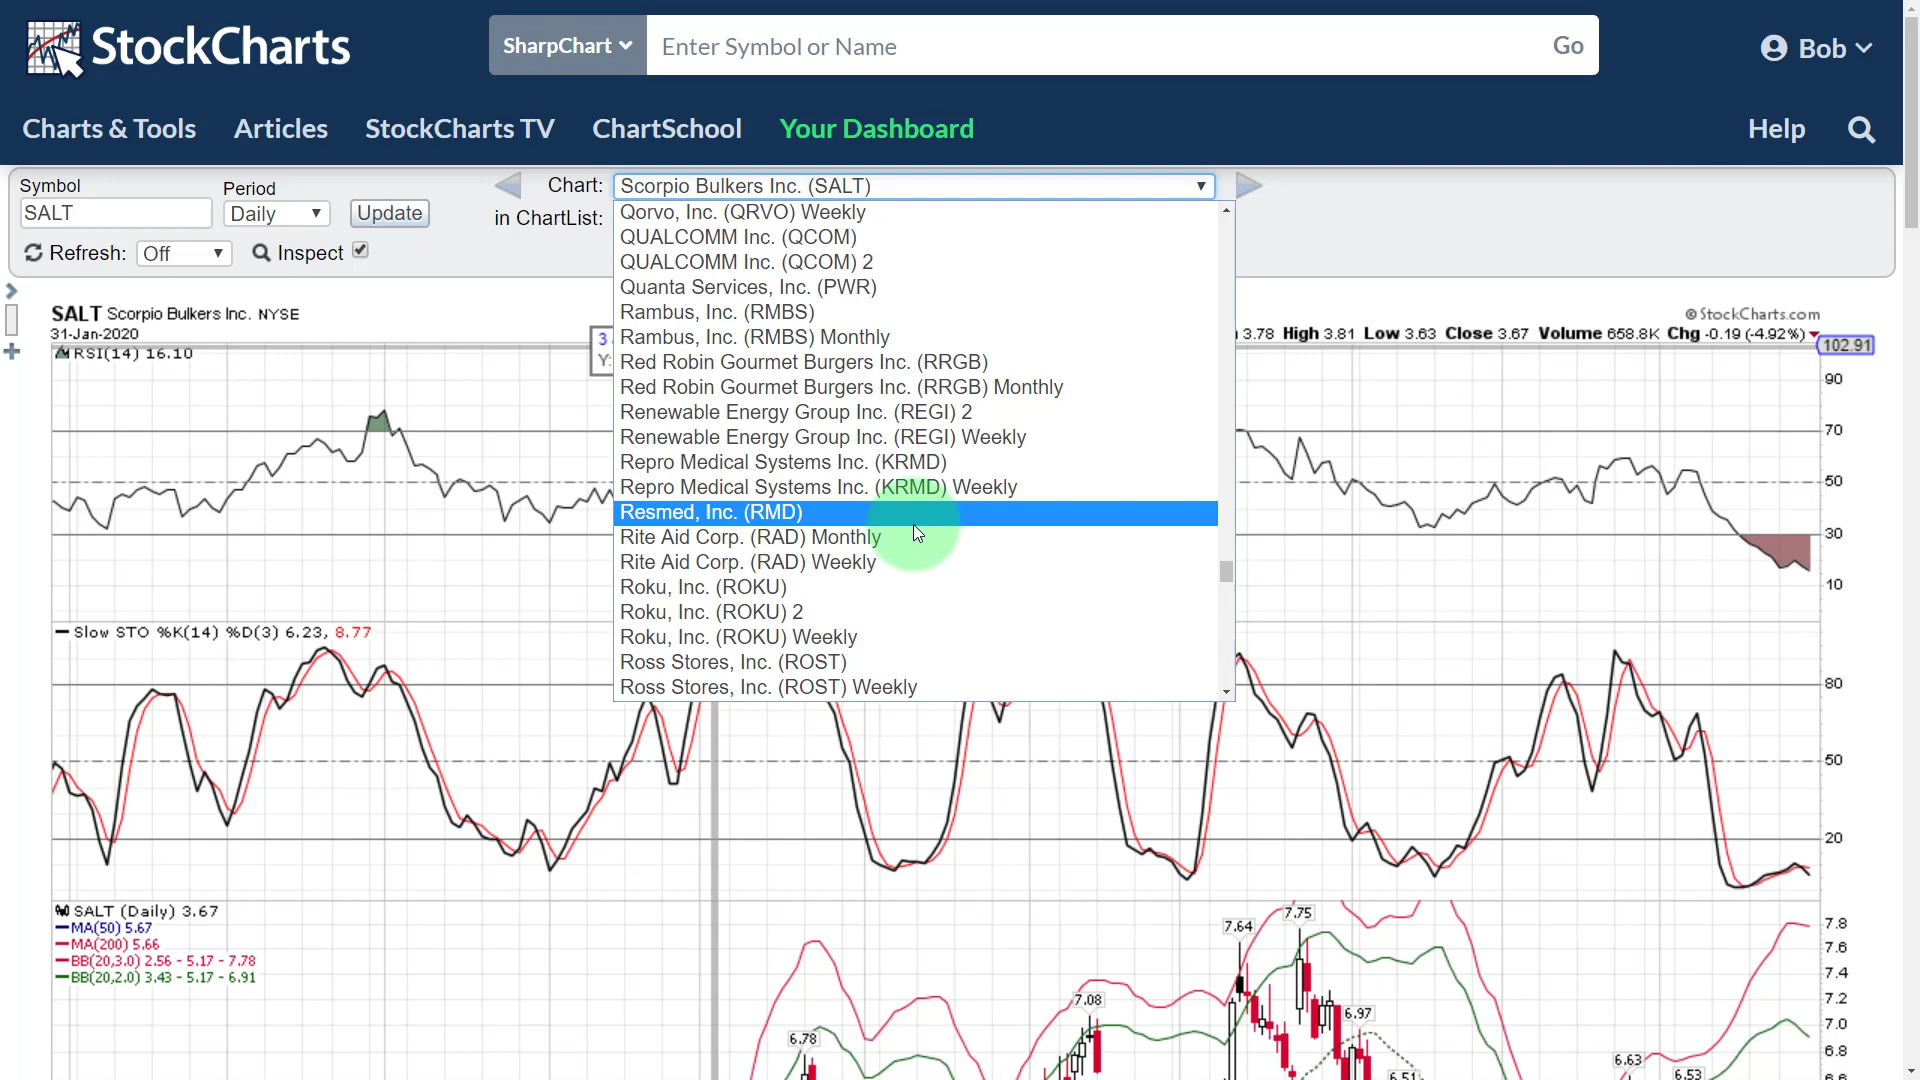 StockCharts
SharpChart
Enter Symbol or Name
Go
Bob
Charts & Tools
Articles
StockCharts TV
ChartSchool
Your Dashboard
Help
Symbol
Period
SALT
Daily
Update
Refresh:
Off
Inspect
Chart:
Scorpio Bulkers Inc. (SALT)
in ChartList:
Qorvo, Inc. (QRVO) Weekly
QUALCOMM Inc. (QCOM)
QUALCOMM Inc. (QCOM) 2
Quanta Services, Inc. (PWR)
Rambus, Inc. (RMBS)
Rambus, Inc. (RMBS) Monthly
Red Robin Gourmet Burgers Inc. (RRGB)
Red Robin Gourmet Burgers Inc. (RRGB) Monthly
Renewable Energy Group Inc. (REGI) 2
Renewable Energy Group Inc. (REGI) Weekly
Repro Medical Systems Inc. (KRMD)
Repro Medical Systems Inc. (KRMD) Weekly
Resmed, Inc. (RMD)
Rite Aid Corp. (RAD) Monthly
Rite Aid Corp. (RAD) Weekly
Roku, Inc. (ROKU)
Roku, Inc. (ROKU) 2
Roku, Inc. (ROKU) Weekly
Ross Stores, Inc. (ROST)
Ross Stores, Inc. (ROST) Weekly
SALT Scorpio Bulkers Inc. NYSE
© StockCharts.com
31-Jan-2020
3.78 High 3.81 Low 3.63 Close 3.67 Volume 658.8K Chg -0.19 (-4.92%)
3
Y:
102.91
RSI(14) 16.10
90
70
50
30
10
Slow STO %K(14) %D(3) 6.23, 8.77
80
50
20
SALT (Daily) 3.67
MA(50) 5.67
MA(200) 5.66
BB(20,3.0) 2.56 - 5.17 - 7.78
BB(20,2.0) 3.43 - 5.17 - 6.91
6.78
7.08
7.64
7.75
6.97
6.51
6.63
6.53
7.8
7.6
7.4
7.2
7.0
6.8
6.6